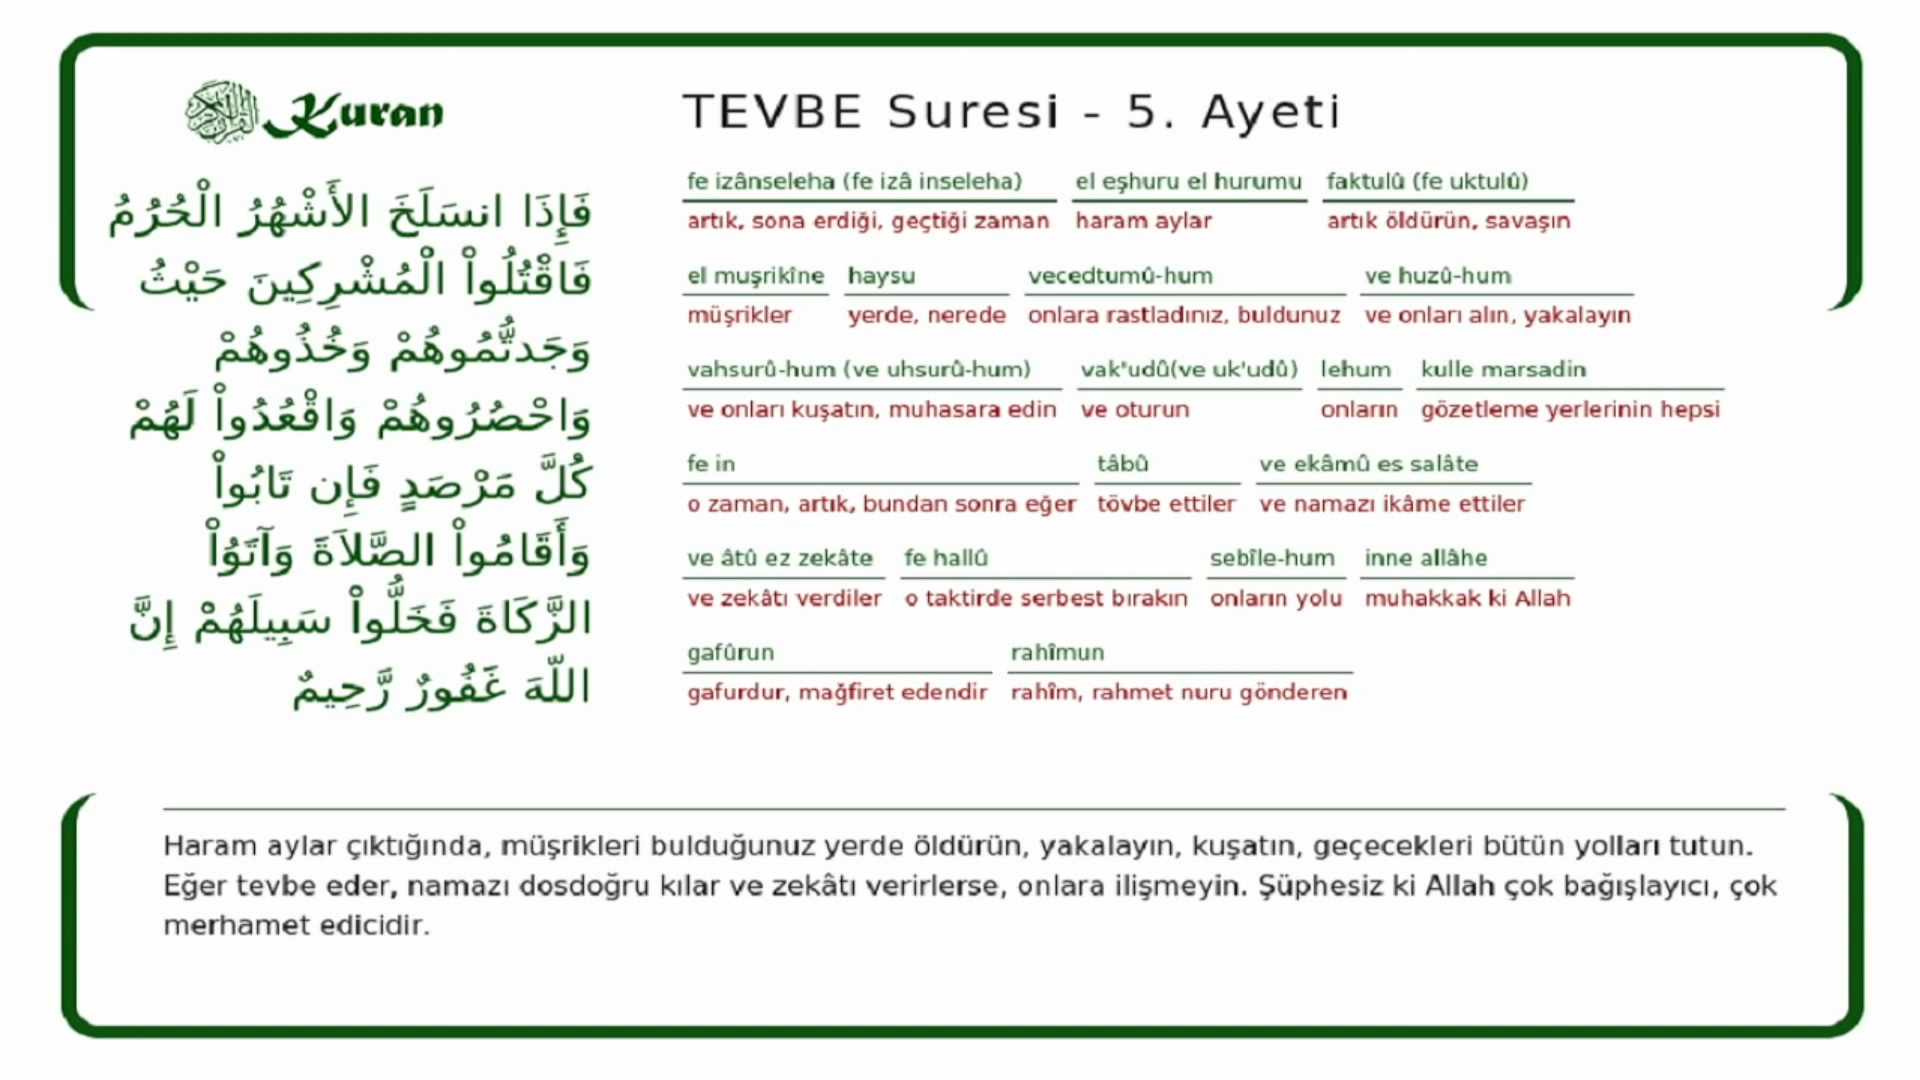 Kuran
TEVBE Suresi - 5. Ayeti
فَإِذَا انسَلَخَ الأَشْهُرُ الْحُرُمُ
فَاقْتُلُواْ الْمُشْرِكِينَ حَيْثُ
وَجَدتُّمُوهُمْ وَخُذُوهُمْ
وَاحْصُرُوهُمْ وَاقْعُدُواْ لَهُمْ
كُلَّ مَرْصَدٍ فَإِن تَابُواْ
وَأَقَامُواْ الصَّلاَةَ وَآتَوُاْ
الزَّكَاةَ فَخَلُّواْ سَبِيلَهُمْ إِنَّ
اللّهَ غَفُورٌ رَّحِيمٌ
fe izânseleha (fe izâ inseleha) el eşhuru el hurumu faktulû (fe uktulû)
artık, sona erdiği, geçtiği zaman haram aylar artık öldürün, savaşın
el muşrikîne haysu vecedtumû-hum ve huzû-hum
müşrikler yerde, nerede onlara rastladınız, buldunuz ve onları alın, yakalayın
vahsurû-hum (ve uhsurû-hum) vak'udû(ve uk'udû) lehum kulle marsadin
ve onları kuşatın, muhasara edin ve oturun onların gözetleme yerlerinin hepsi
fe in tâbû ve ekâmû es salâte
o zaman, artık, bundan sonra eğer tövbe ettiler ve namazı ikâme ettiler
ve âtû ez zekâte fe hallû sebîle-hum inne allâhe
ve zekâtı verdiler o taktirde serbest bırakın onların yolu muhakkak ki Allah
gafûrun rahîmun
gafurdur, mağfiret edendir rahîm, rahmet nuru gönderen
Haram aylar çıktığında, müşrikleri bulduğunuz yerde öldürün, yakalayın, kuşatın, geçecekleri bütün yolları tutun.
Eğer tevbe eder, namazı dosdoğru kılar ve zekâtı verirlerse, onlara ilişmeyin. Şüphesiz ki Allah çok bağışlayıcı, çok
merhamet edicidir.